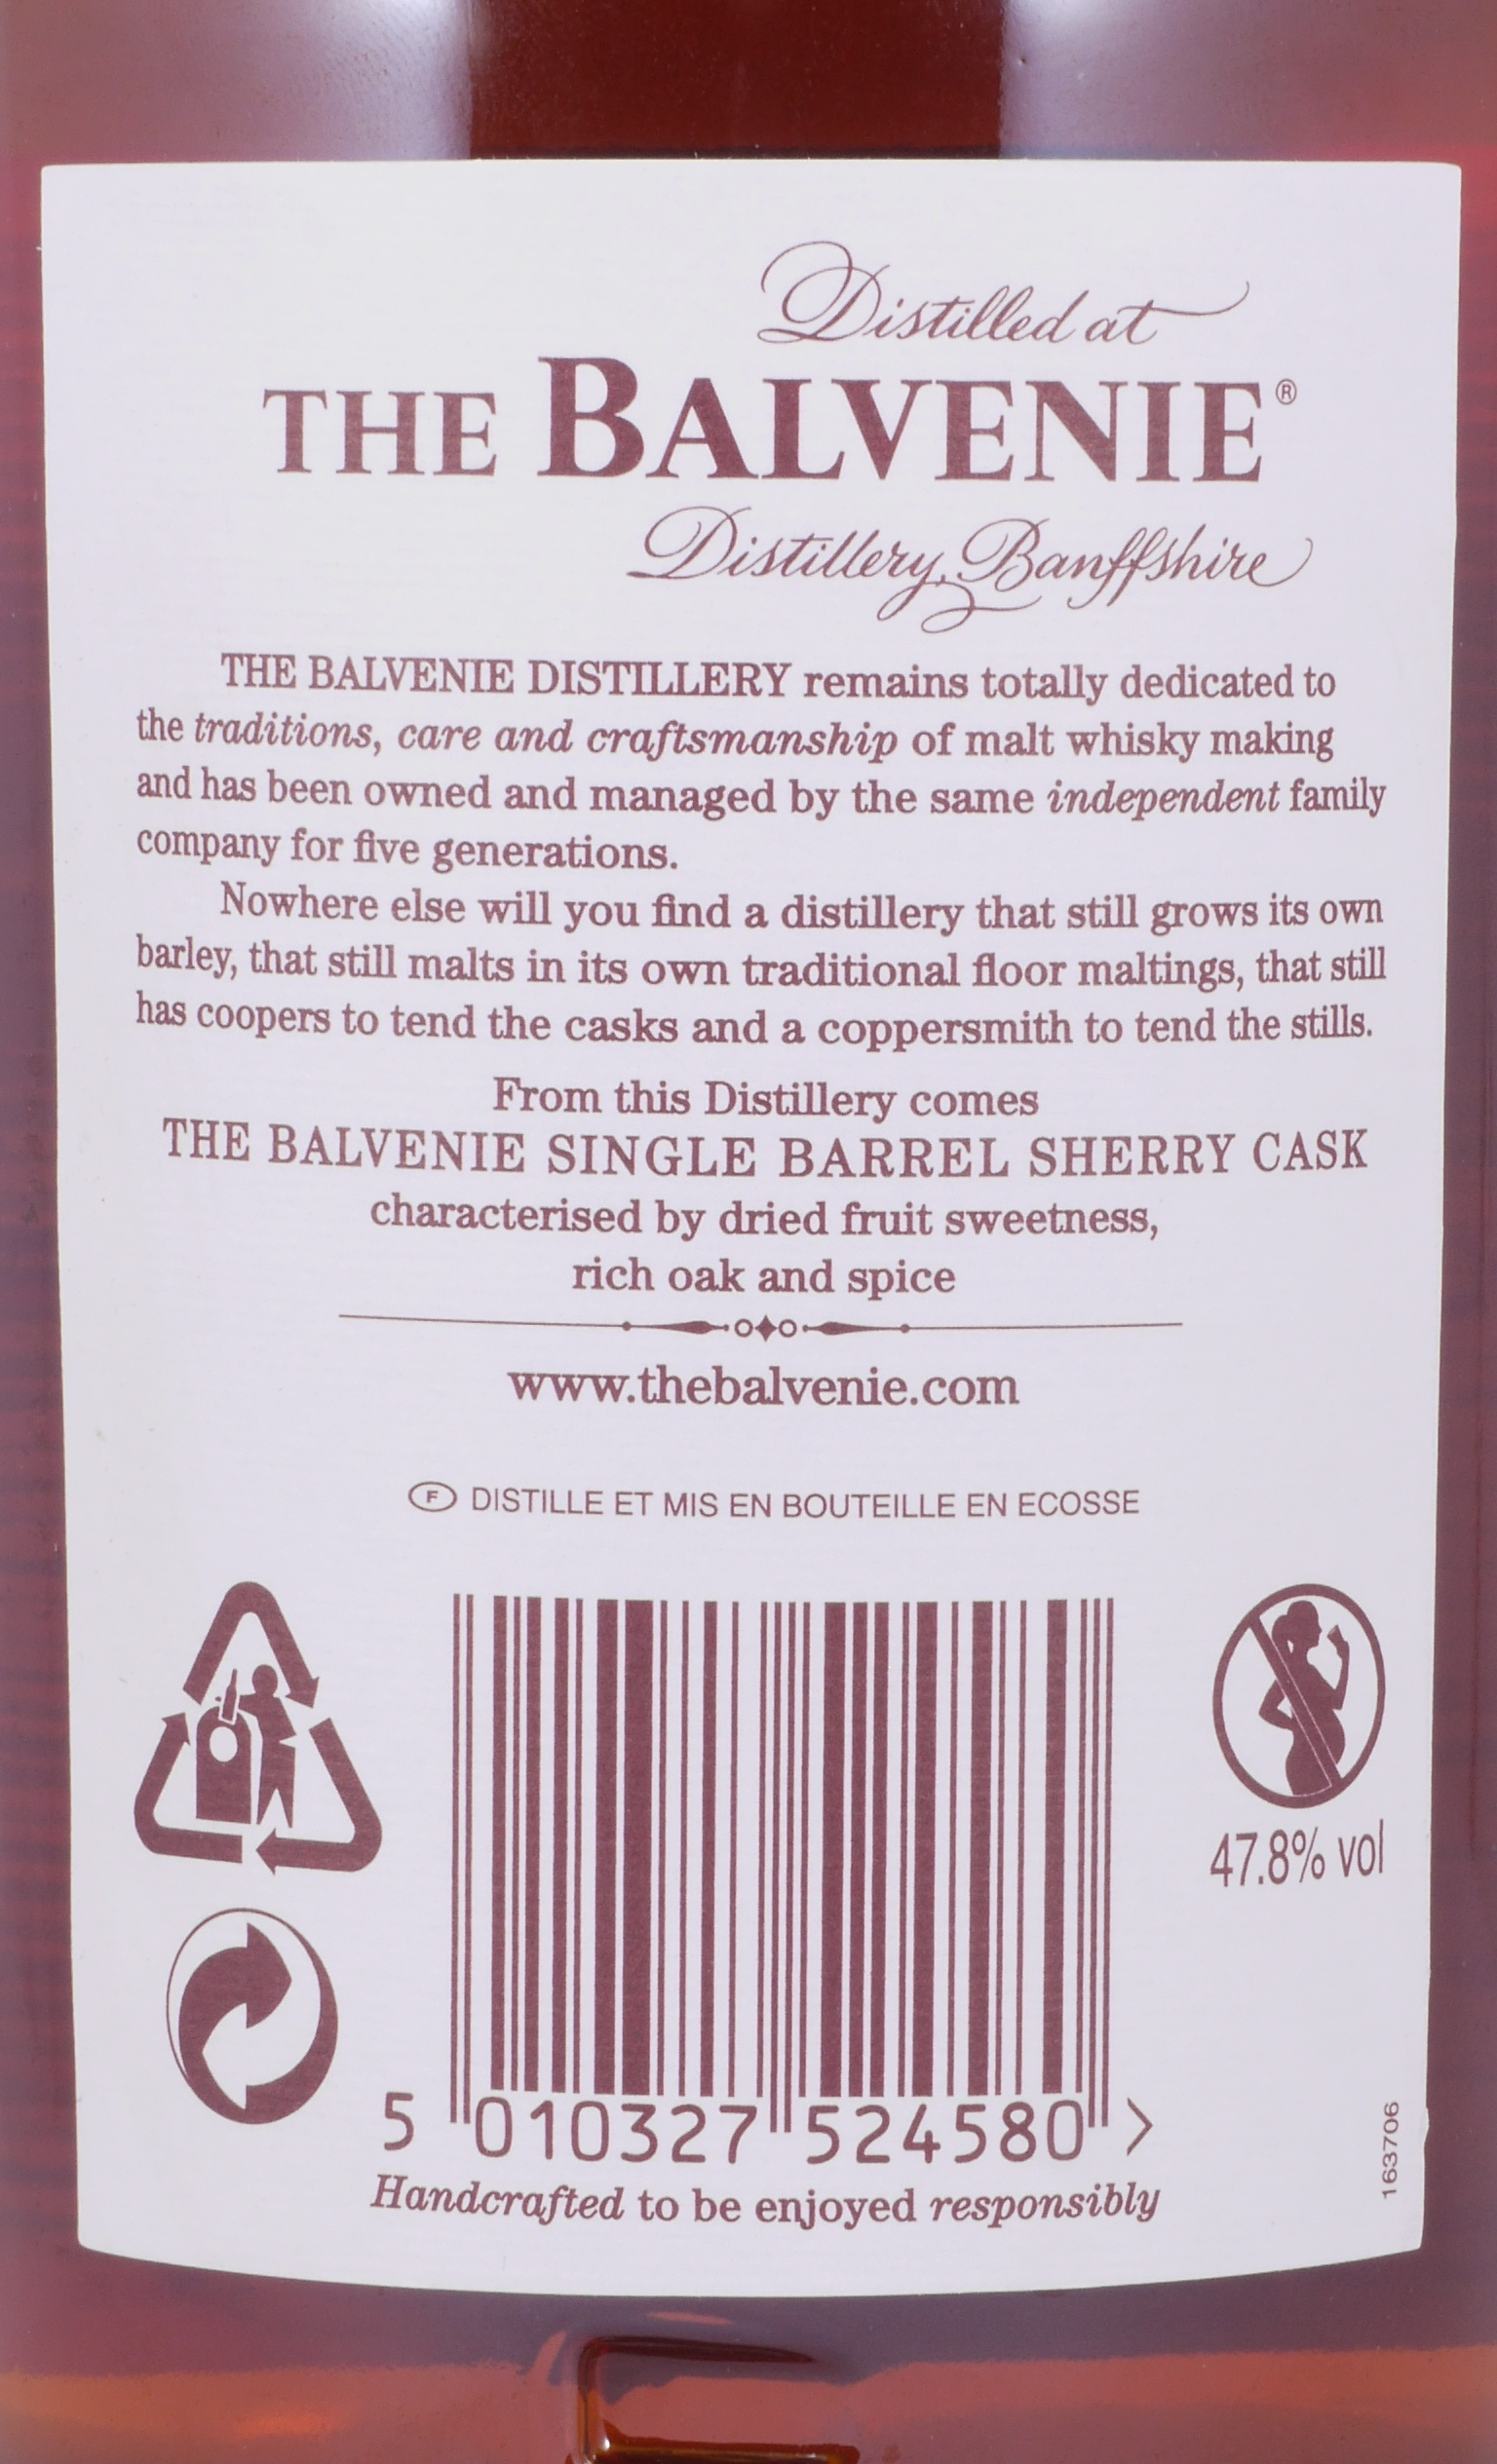 Distilled at
THE BALVENIE®
Distillery, Banffshire
THE BALVENIE DISTILLERY remains totally dedicated to
the traditions, care and craftsmanship of malt whisky making
and has been owned and managed by the same independent family
company for five generations.
Nowhere else will you find a distillery that still grows its own
barley, that still malts in its own traditional floor maltings, that still
has coopers to tend the casks and a coppersmith to tend the stills.
From this Distillery comes
THE BALVENIE SINGLE BARREL SHERRY CASK
characterised by dried fruit sweetness,
rich oak and spice
www.thebalvenie.com
F DISTILLE ET MIS EN BOUTEILLE EN ECOSSE
47.8% vol
5 010327 524580 >
163706
Handcrafted to be enjoyed responsibly